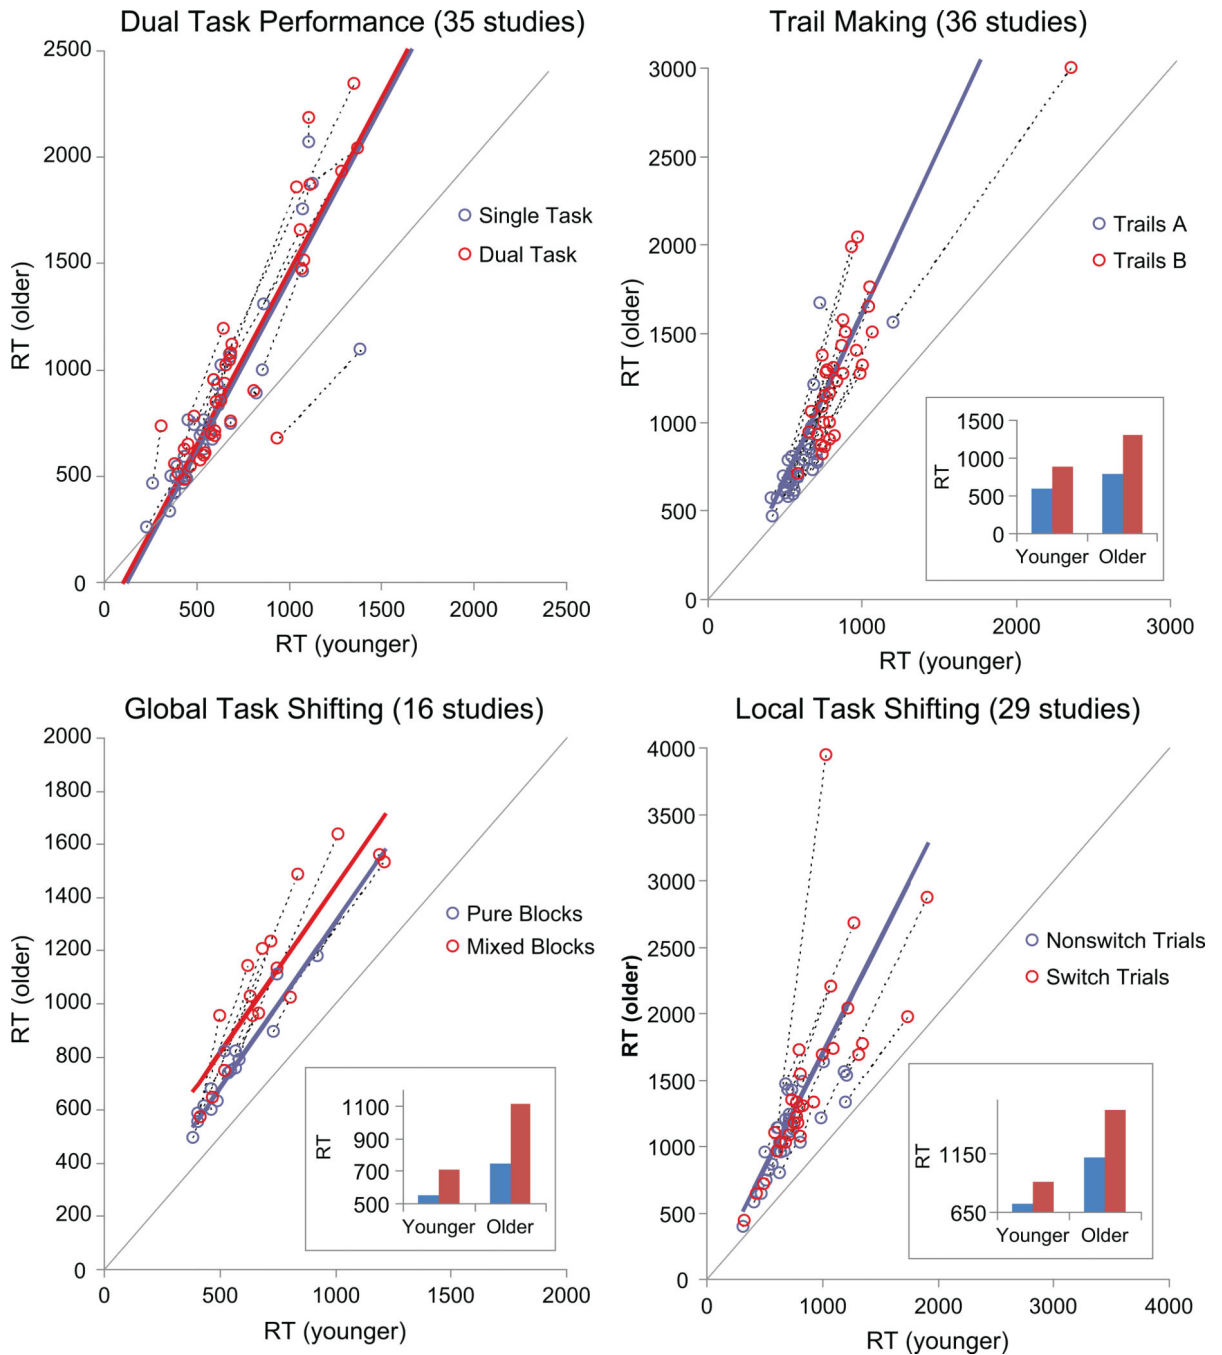 Dual Task Performance (35 studies)
2500
2000
1500
1000
500
0
RT (older)
0 500 1000 1500 2000 2500
RT (younger)
Single Task
Dual Task
Trail Making (36 studies)
3000
2500
2000
1500
1000
500
0
RT (older)
0 1000 2000 3000
RT (younger)
Trails A
Trails B
1500
1000
500
0
RT
Younger Older
Global Task Shifting (16 studies)
2000
1800
1600
1400
1200
1000
800
600
400
200
0
RT (older)
0 500 1000 1500 2000
RT (younger)
Pure Blocks
Mixed Blocks
1100
900
700
500
RT
Younger Older
Local Task Shifting (29 studies)
4000
3500
3000
2500
2000
1500
1000
500
0
RT (older)
0 1000 2000 3000 4000
RT (younger)
Nonswitch Trials
Switch Trials
1150
650
RT
Younger Older